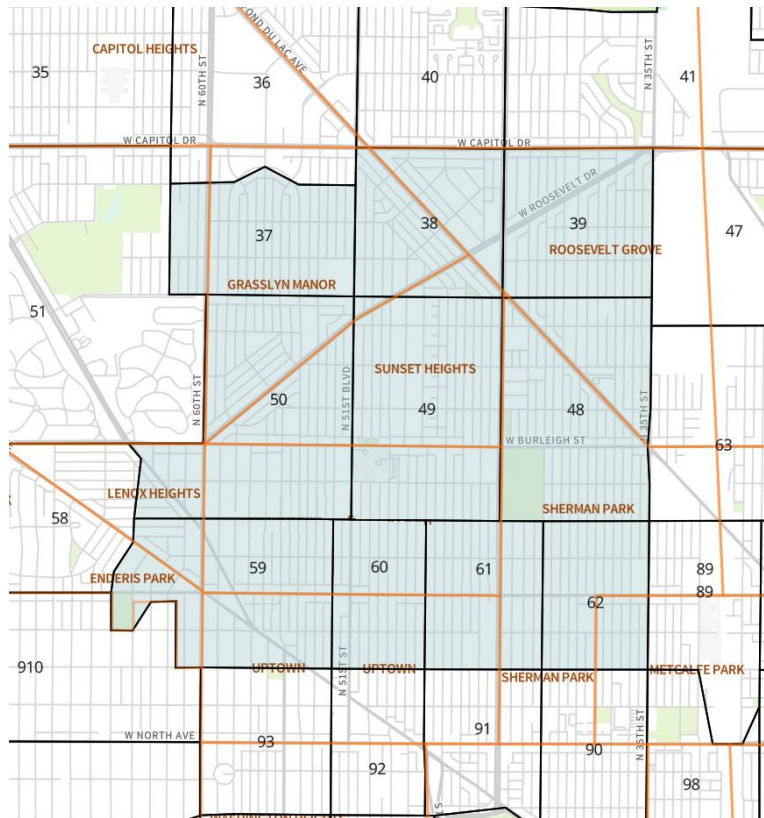 OND DU LAC AVE
CAPITOL HEIGHTS
35
N 60TH ST
36
40
N 35TH ST
41
W CAPITOL DR
W CAPITOL DR
W ROOSEVELT DR
37
38
39
47
ROOSEVELT GROVE
GRASSLYN MANOR
51
SUNSET HEIGHTS
N 60TH ST
50
N 51ST BLVD
49
48
N 35TH ST
W BURLEIGH ST
63
LENOX HEIGHTS
58
SHERMAN PARK
59
60
61
89
ENDERIS PARK
89
62
910
UPTOWN
UPTOWN
N 51ST ST
SHERMAN PARK
METCALFE PARK
W NORTH AVE
93
91
90
N 35TH ST
92
98